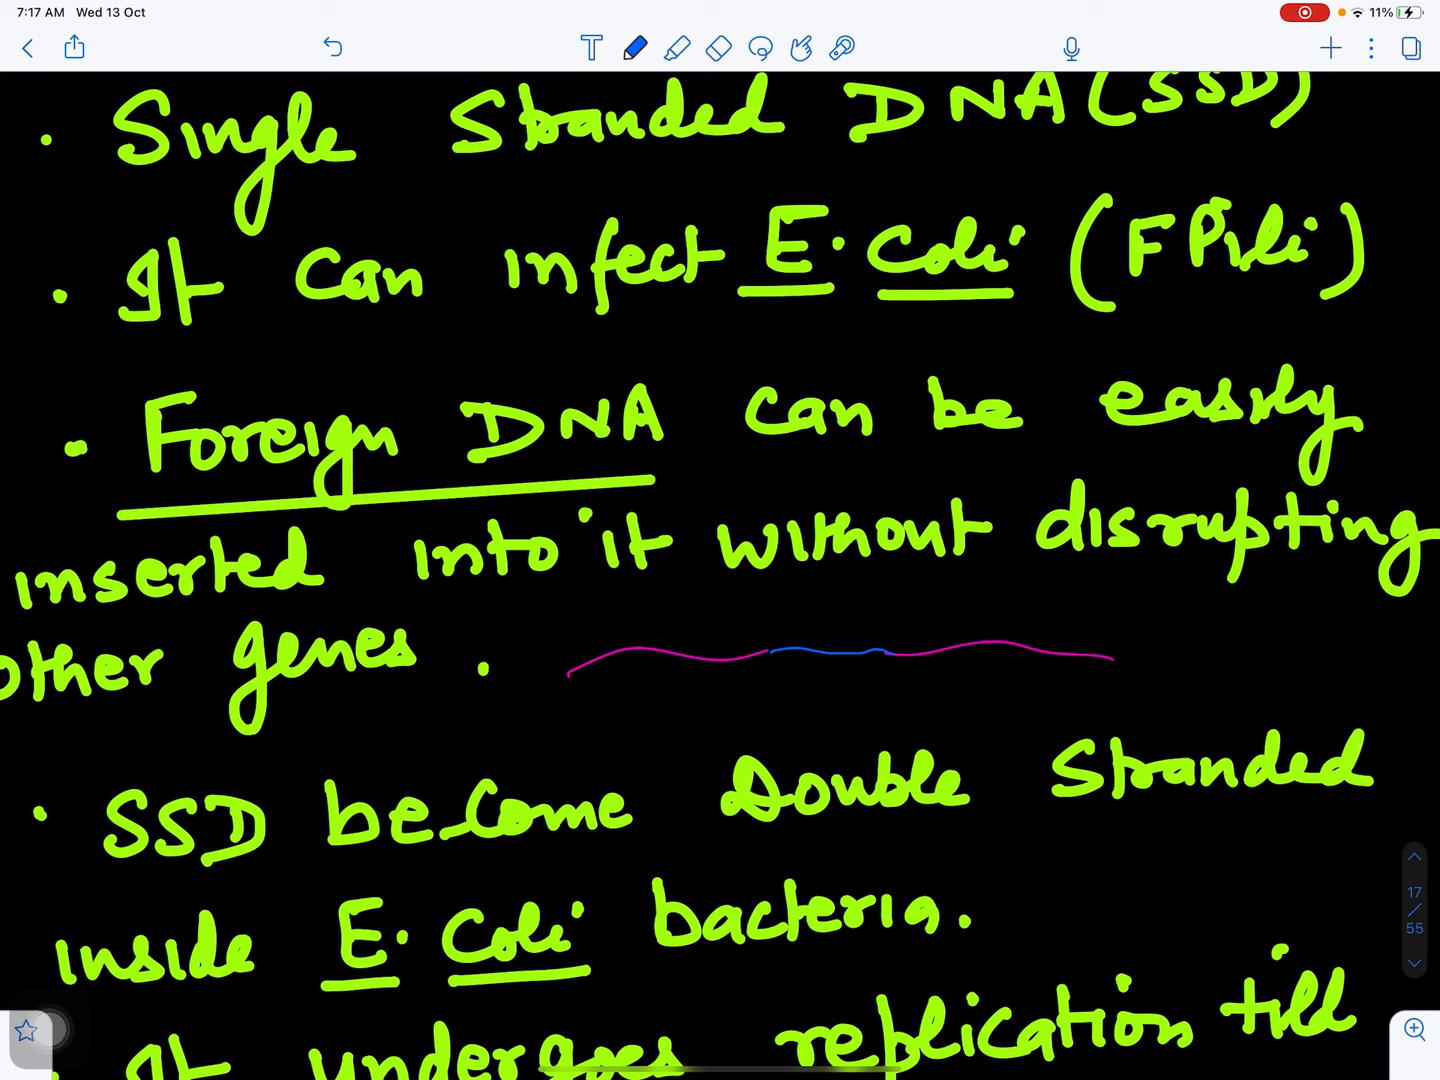 7:17 AM Wed 13 Oct 11%
· Single Stranded DNA (SSD)
· It can infect E. Coli (F Pili)
· Foreign DNA can be easily
inserted into it without disrupting
other genes.
· SSD become Double Stranded
inside E. Coli bacteria.
· It undergoes replication till
17
/
55